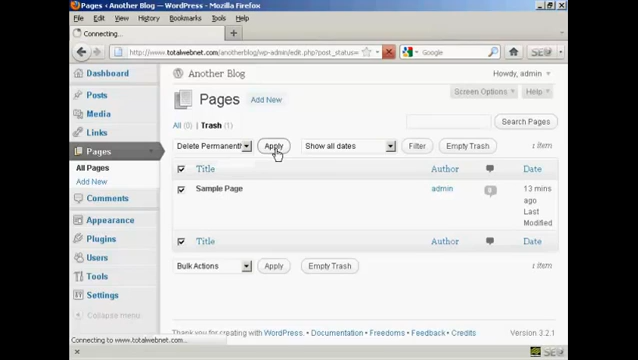 Pages ‹ Another Blog — WordPress - Mozilla Firefox
File Edit View History Bookmarks Tools Help
Connecting...
http://www.totalwebnet.com/anotherblog/wp-admin/edit.php?post_status=
Google
SEO
Another Blog
Howdy, admin
Dashboard
Posts
Media
Links
Pages
All Pages
Add New
Comments
Appearance
Plugins
Users
Tools
Settings
Collapse menu
Screen Options
Help
Pages
Add New
Search Pages
All (0) | Trash (1)
Delete Permanentl
Apply
Show all dates
Filter
Empty Trash
1 item
Title Author Date
Sample Page
admin
0
13 mins
ago
Last
Modified
Title Author Date
Bulk Actions
Apply
Empty Trash
1 item
Thank you for creating with WordPress. • Documentation • Freedoms • Feedback • Credits
Version 3.2.1
Connecting to www.totalwebnet.com...
SEO